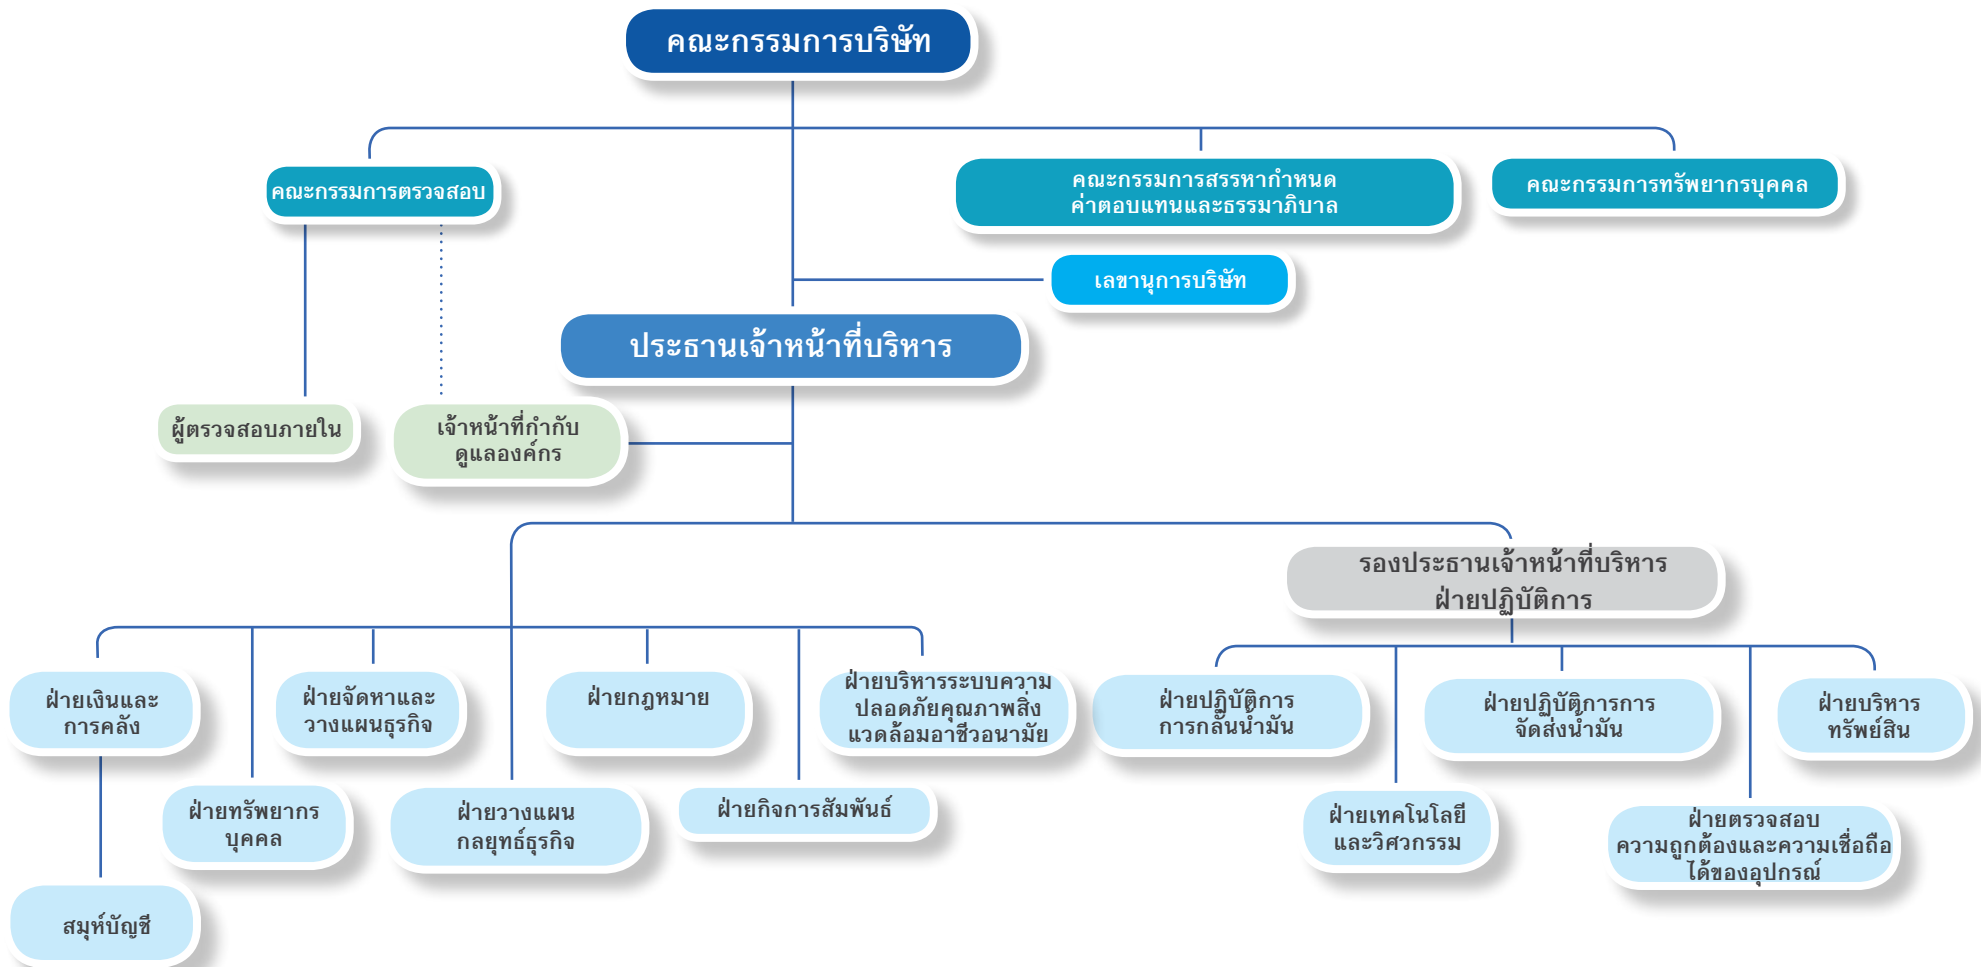 คณะกรรมการบริษัท
คณะกรรมการตรวจสอบ
คณะกรรมการสรรหากำหนด
ค่าตอบแทนและธรรมาภิบาล
คณะกรรมการทรัพยากรบุคคล
เลขานุการบริษัท
ประธานเจ้าหน้าที่บริหาร
ผู้ตรวจสอบภายใน
เจ้าหน้าที่กำกับ
ดูแลองค์กร
รองประธานเจ้าหน้าที่บริหาร
ฝ่ายปฏิบัติการ
ฝ่ายเงินและ
การคลัง
ฝ่ายจัดหาและ
วางแผนธุรกิจ
ฝ่ายกฎหมาย
ฝ่ายบริหารระบบความ
ปลอดภัยคุณภาพสิ่ง
แวดล้อมอาชีวอนามัย
ฝ่ายปฏิบัติการ
การกลั่นน้ำมัน
ฝ่ายปฏิบัติการการ
จัดส่งน้ำมัน
ฝ่ายบริหาร
ทรัพย์สิน
ฝ่ายทรัพยากร
บุคคล
ฝ่ายวางแผน
กลยุทธ์ธุรกิจ
ฝ่ายกิจการสัมพันธ์
ฝ่ายเทคโนโลยี
และวิศวกรรม
ฝ่ายตรวจสอบ
ความถูกต้องและความเชื่อถือ
ได้ของอุปกรณ์
สมุห์บัญชี